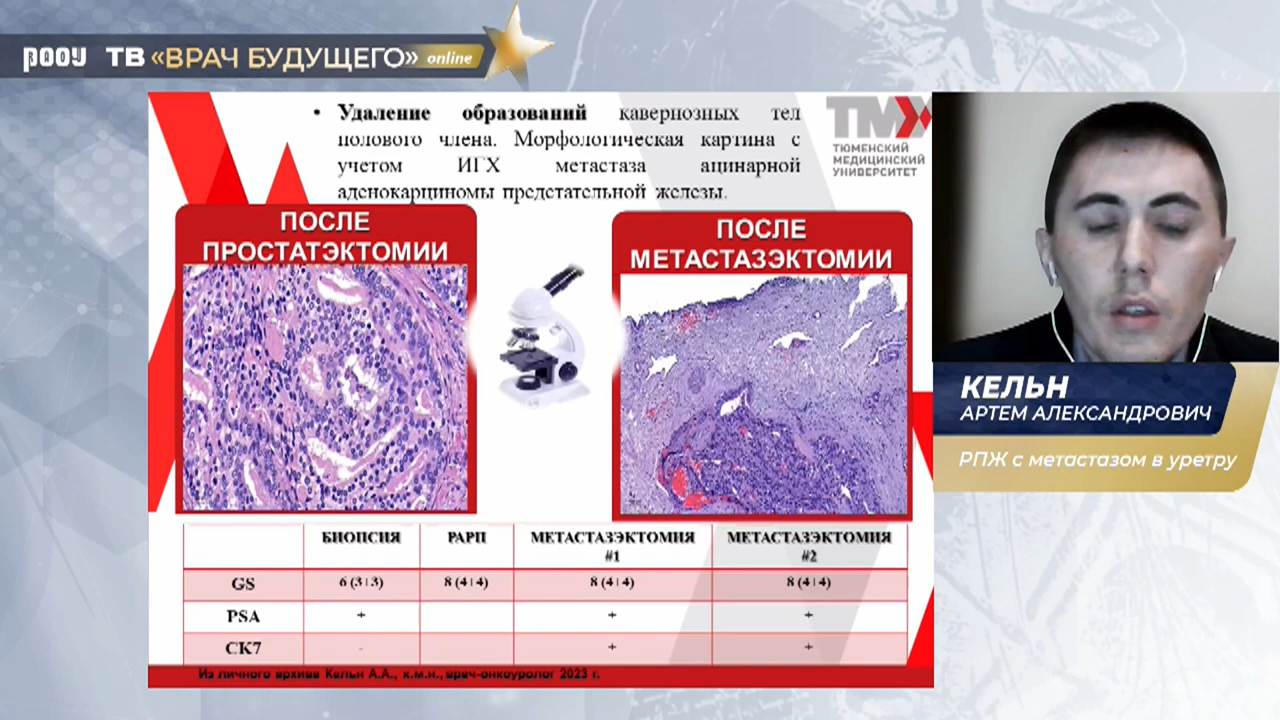 РООУ ТВ «ВРАЧ БУДУЩЕГО» online
• Удаление образований кавернозных тел
полового члена. Морфологическая картина с
учетом ИГХ метастаза ацинарной
аденокарциномы предстательной железы.
ТМУ
ТЮМЕНСКИЙ
МЕДИЦИНСКИЙ
УНИВЕРСИТЕТ
ПОСЛЕ
ПРОСТАТЭКТОМИИ
ПОСЛЕ
МЕТАСТАЗЭКТОМИИ
БИОПСИЯ РАРП МЕТАСТАЗЭКТОМИЯ #1 МЕТАСТАЗЭКТОМИЯ #2
GS 6 (3+3) 8 (4+4) 8 (4+4) 8 (4+4)
PSA + + +
CK7 - + +
Из личного архива Кельн А.А., к.м.н., врач-онкоуролог 2023 г.
КЕЛЬН
АРТЕМ АЛЕКСАНДРОВИЧ
РПЖ с метастазом в уретру